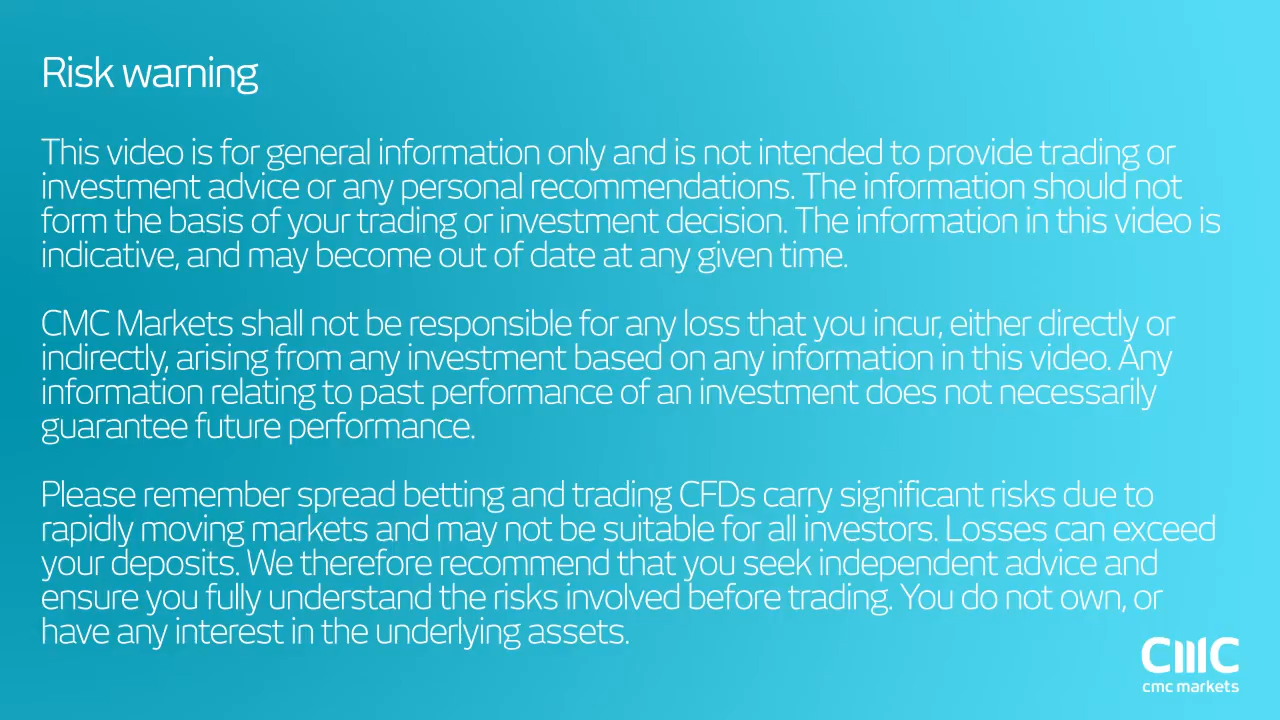 Risk warning
This video is for general information only and is not intended to provide trading or
investment advice or any personal recommendations. The information should not
form the basis of your trading or investment decision. The information in this video is
indicative, and may become out of date at any given time.
CMC Markets shall not be responsible for any loss that you incur, either directly or
indirectly, arising from any investment based on any information in this video. Any
information relating to past performance of an investment does not necessarily
guarantee future performance.
Please remember spread betting and trading CFDs carry significant risks due to
rapidly moving markets and may not be suitable for all investors. Losses can exceed
your deposits. We therefore recommend that you seek independent advice and
ensure you fully understand the risks involved before trading. You do not own, or
have any interest in the underlying assets.
CMC
cmc markets